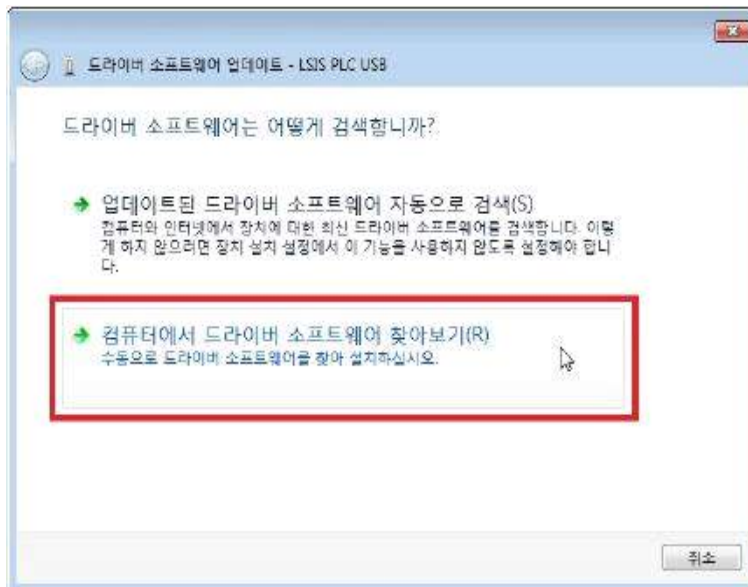 드라이버 소프트웨어 업데이트 - LSIS PLC USB
드라이버 소프트웨어는 어떻게 검색합니까?
업데이트된 드라이버 소프트웨어 자동으로 검색(S)
컴퓨터와 인터넷에서 장치에 대한 최신 드라이버 소프트웨어를 검색합니다. 이렇
게 하지 않으려면 장치 설치 설정에서 이 기능을 사용하지 않도록 설정해야 합니
다.
컴퓨터에서 드라이버 소프트웨어 찾아보기(R)
수동으로 드라이버 소프트웨어를 찾아 설치하십시오.
취소